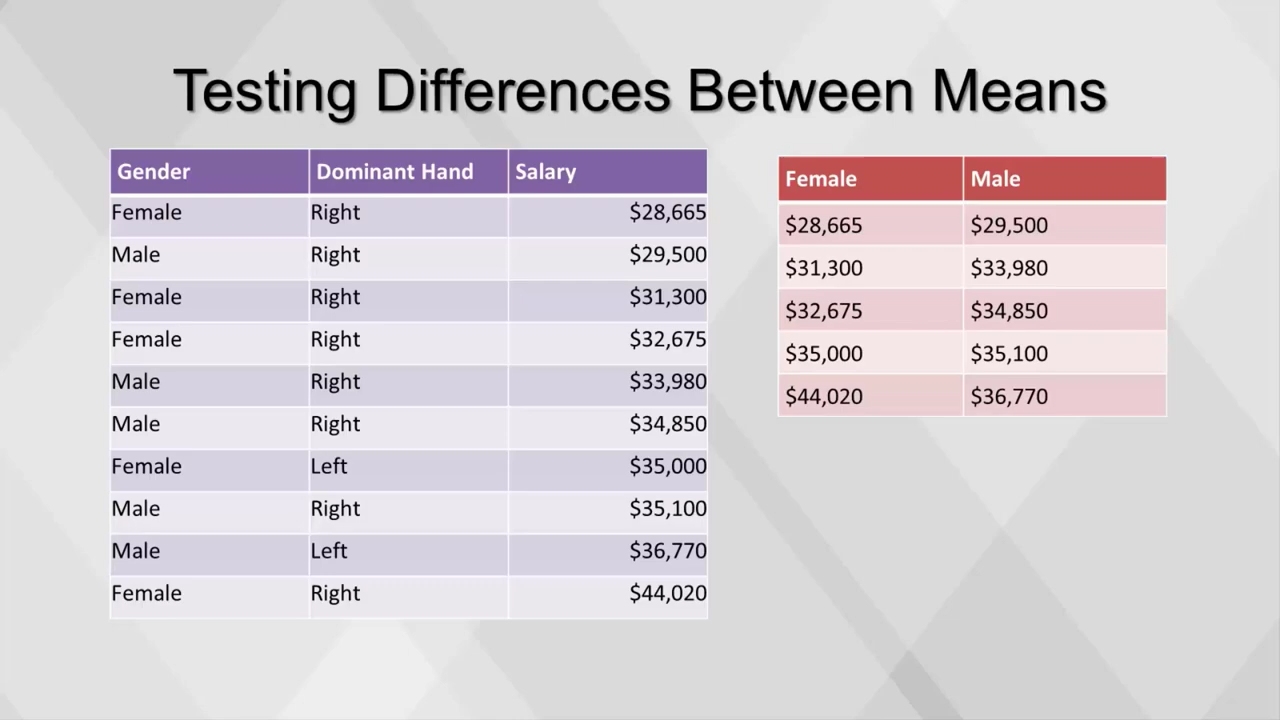 Testing Differences Between Means
Gender Dominant Hand Salary
Female Right $28,665
Male Right $29,500
Female Right $31,300
Female Right $32,675
Male Right $33,980
Male Right $34,850
Female Left $35,000
Male Right $35,100
Male Left $36,770
Female Right $44,020
Female Male
$28,665 $29,500
$31,300 $33,980
$32,675 $34,850
$35,000 $35,100
$44,020 $36,770